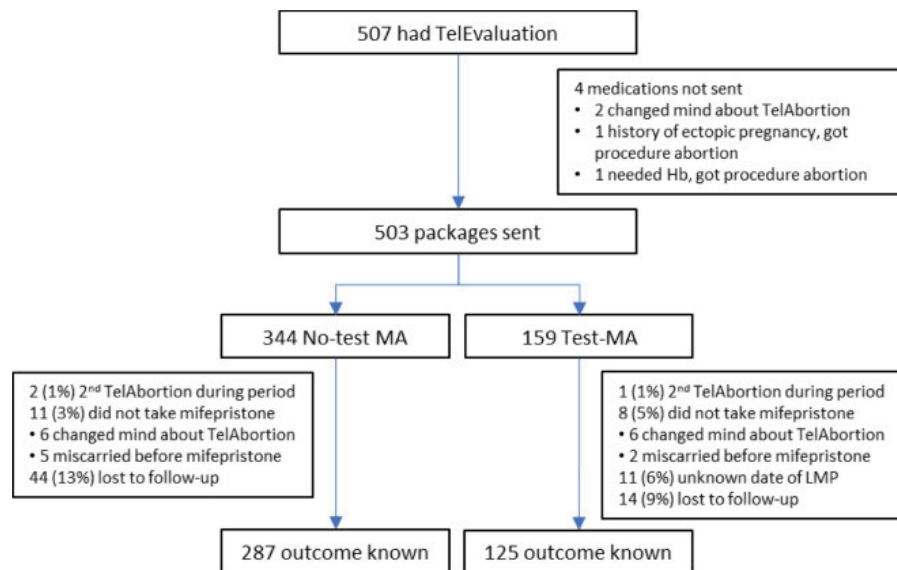 507 had TelEvaluation
4 medications not sent
• 2 changed mind about TelAbortion
• 1 history of ectopic pregnancy, got
procedure abortion
• 1 needed Hb, got procedure abortion
503 packages sent
344 No-test MA
159 Test-MA
2 (1%) 2nd TelAbortion during period
11 (3%) did not take mifepristone
• 6 changed mind about TelAbortion
• 5 miscarried before mifepristone
44 (13%) lost to follow-up
1 (1%) 2nd TelAbortion during period
8 (5%) did not take mifepristone
• 6 changed mind about TelAbortion
• 2 miscarried before mifepristone
11 (6%) unknown date of LMP
14 (9%) lost to follow-up
287 outcome known
125 outcome known